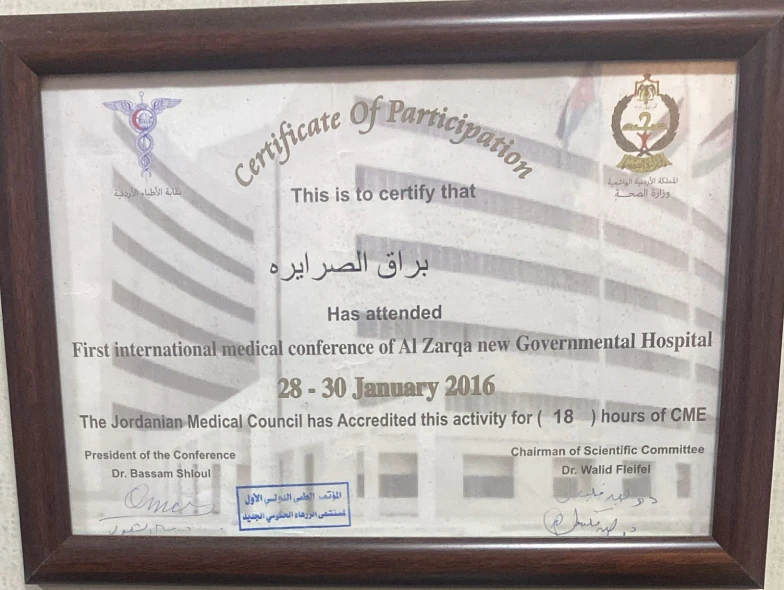 Certificate Of Participation
نقابة الأطباء الأردنية
المملكة الأردنية الهاشمية
وزارة الصحـــة
This is to certify that
براق الصرايره
Has attended
First international medical conference of Al Zarqa new Governmental Hospital
28 - 30 January 2016
The Jordanian Medical Council has Accredited this activity for ( 18 ) hours of CME
President of the Conference
Dr. Bassam Shloul
Chairman of Scientific Committee
Dr. Walid Fleifel
المؤتمر الطبي الدولي الأول
لمستشفى الزرقاء الحكومي الجديد